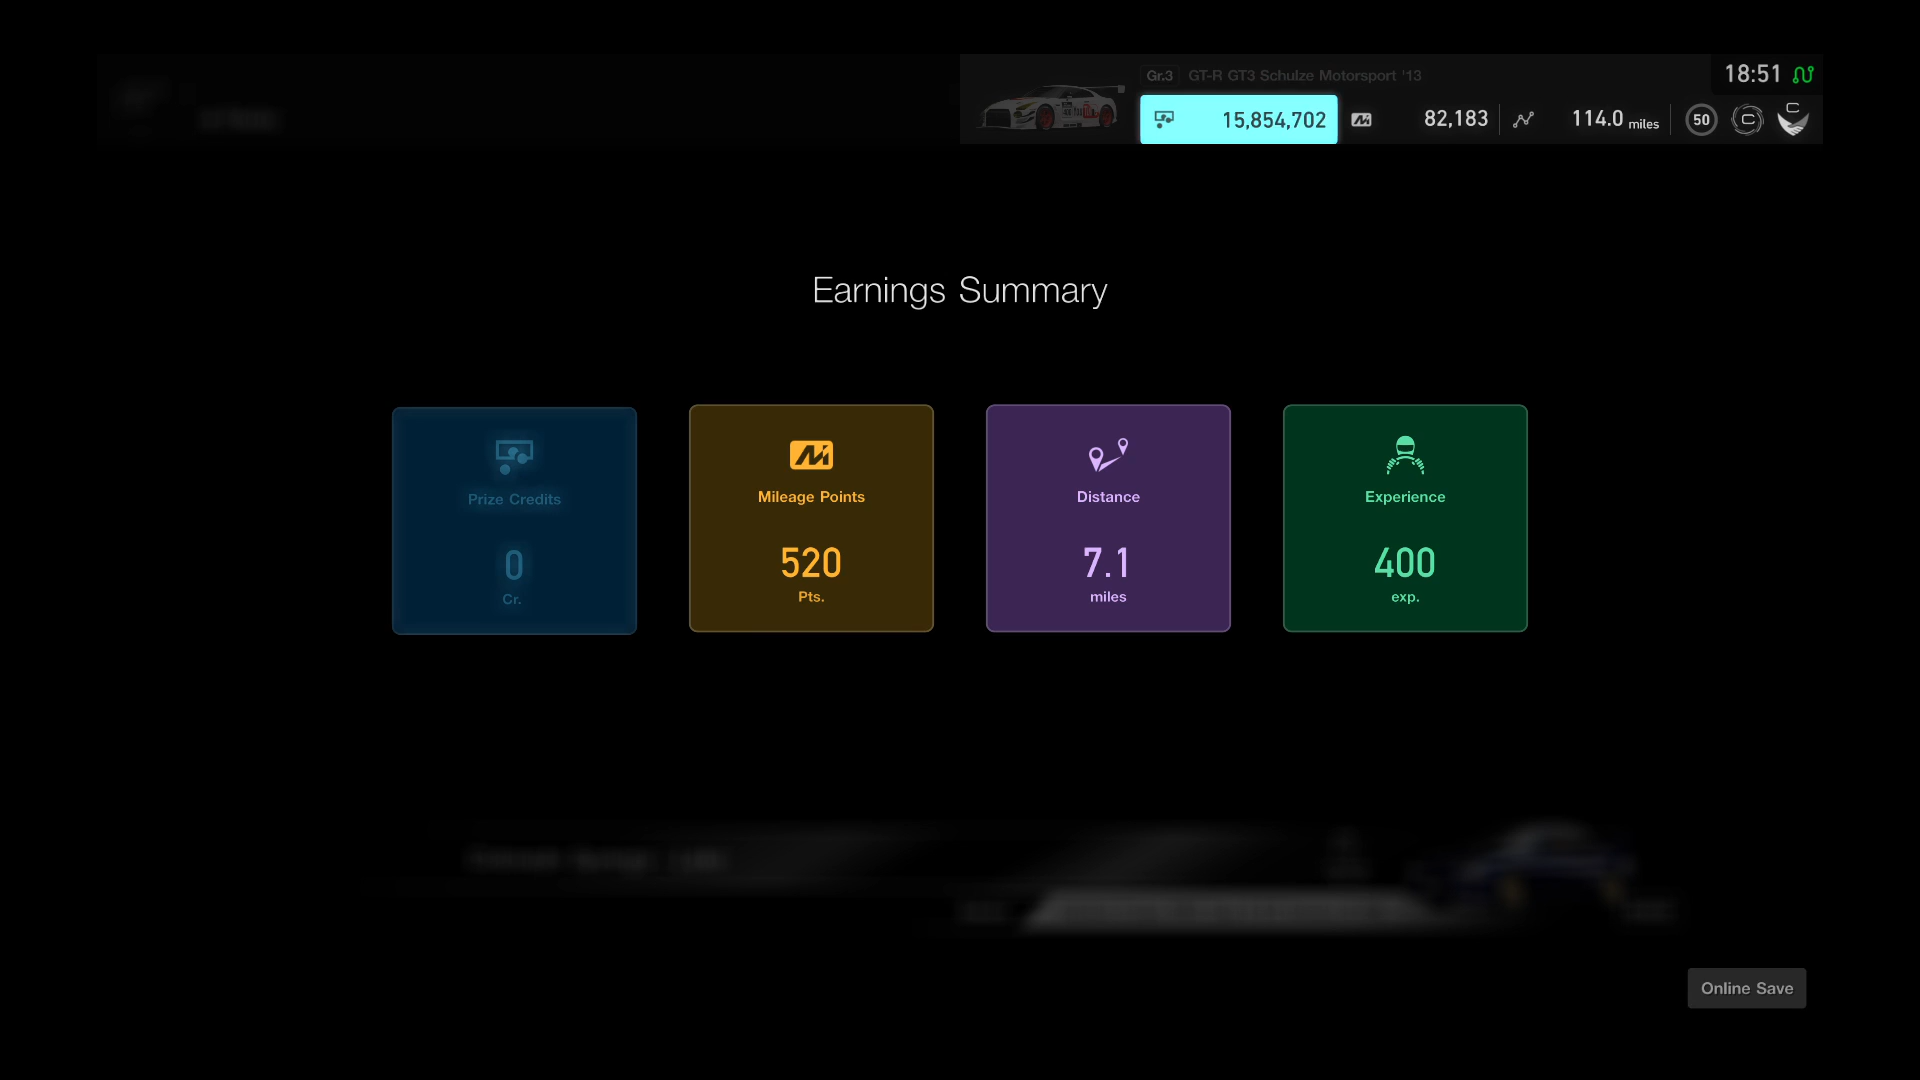 Gr.3 GT-R GT3 Schulze Motorsport '13
18:51
15,854,702
82,183
114.0 miles
50
C
C
Earnings Summary
Prize Credits
0
Cr.
Mileage Points
520
Pts.
Distance
7.1
miles
Experience
400
exp.
Online Save